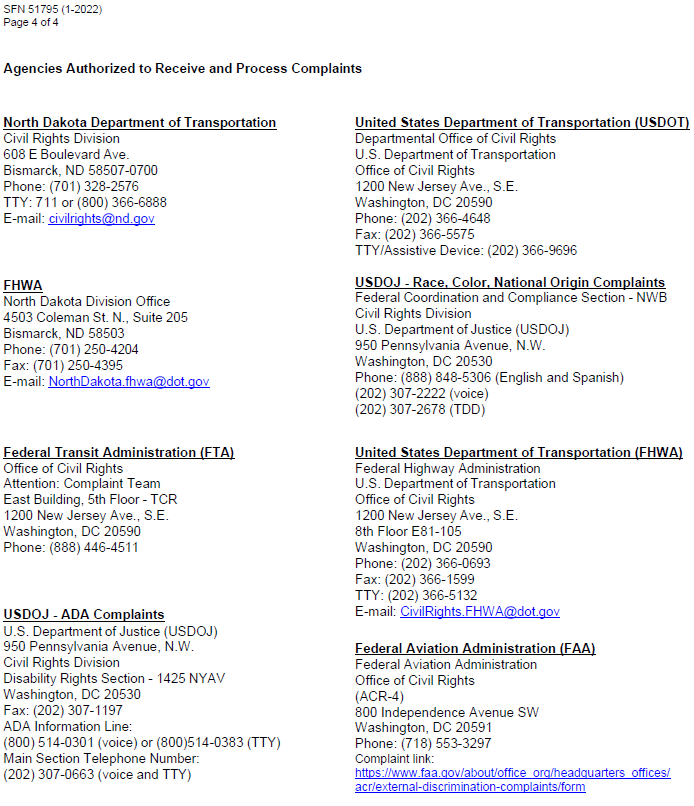 SFN 51795 (1-2022)
Page 4 of 4
Agencies Authorized to Receive and Process Complaints
North Dakota Department of Transportation
Civil Rights Division
608 E Boulevard Ave.
Bismarck, ND 58507-0700
Phone: (701) 328-2576
TTY: 711 or (800) 366-6888
E-mail: civilrights@nd.gov
FHWA
North Dakota Division Office
4503 Coleman St. N., Suite 205
Bismarck, ND 58503
Phone: (701) 250-4204
Fax: (701) 250-4395
E-mail: NorthDakota.fhwa@dot.gov
Federal Transit Administration (FTA)
Office of Civil Rights
Attention: Complaint Team
East Building, 5th Floor - TCR
1200 New Jersey Ave., S.E.
Washington, DC 20590
Phone: (888) 446-4511
USDOJ - ADA Complaints
U.S. Department of Justice (USDOJ)
950 Pennsylvania Avenue, N.W.
Civil Rights Division
Disability Rights Section - 1425 NYAV
Washington, DC 20530
Fax: (202) 307-1197
ADA Information Line:
(800) 514-0301 (voice) or (800)514-0383 (TTY)
Main Section Telephone Number:
(202) 307-0663 (voice and TTY)
United States Department of Transportation (USDOT)
Departmental Office of Civil Rights
U.S. Department of Transportation
Office of Civil Rights
1200 New Jersey Ave., S.E.
Washington, DC 20590
Phone: (202) 366-4648
Fax: (202) 366-5575
TTY/Assistive Device: (202) 366-9696
USDOJ - Race, Color, National Origin Complaints
Federal Coordination and Compliance Section - NWB
Civil Rights Division
U.S. Department of Justice (USDOJ)
950 Pennsylvania Avenue, N.W.
Washington, DC 20530
Phone: (888) 848-5306 (English and Spanish)
(202) 307-2222 (voice)
(202) 307-2678 (TDD)
United States Department of Transportation (FHWA)
Federal Highway Administration
U.S. Department of Transportation
Office of Civil Rights
1200 New Jersey Ave., S.E.
8th Floor E81-105
Washington, DC 20590
Phone: (202) 366-0693
Fax: (202) 366-1599
TTY: (202) 366-5132
E-mail: CivilRights.FHWA@dot.gov
Federal Aviation Administration (FAA)
Federal Aviation Administration
Office of Civil Rights
(ACR-4)
800 Independence Avenue SW
Washington, DC 20591
Phone: (718) 553-3297
Complaint link:
https://www.faa.gov/about/office_org/headquarters_offices/
acr/external-discrimination-complaints/form